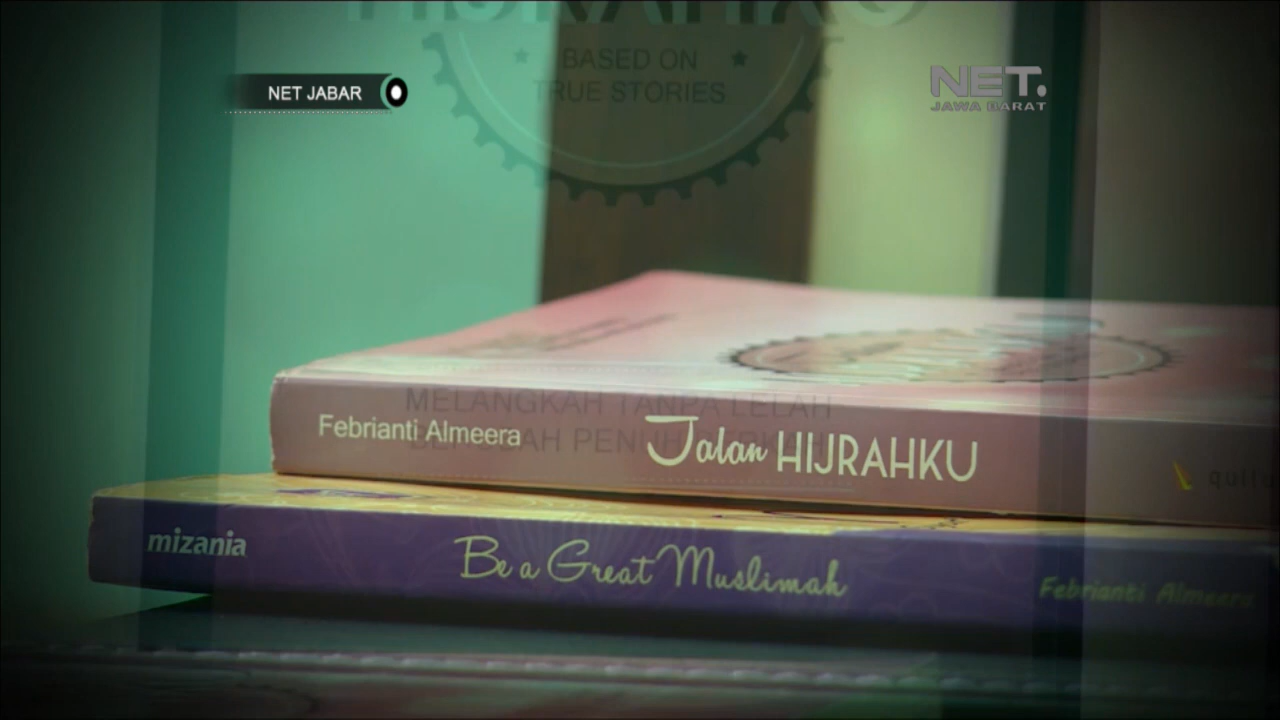 HIJRAHKU
BASED ON
TRUE STORIES
NET JABAR
NET.
JAWA BARAT
MELANGKAH TANPA LELAH
Febrianti Almeera
Jalan HIJRAHKU
mizania
Be a Great Muslimah
Febrianti Almeera